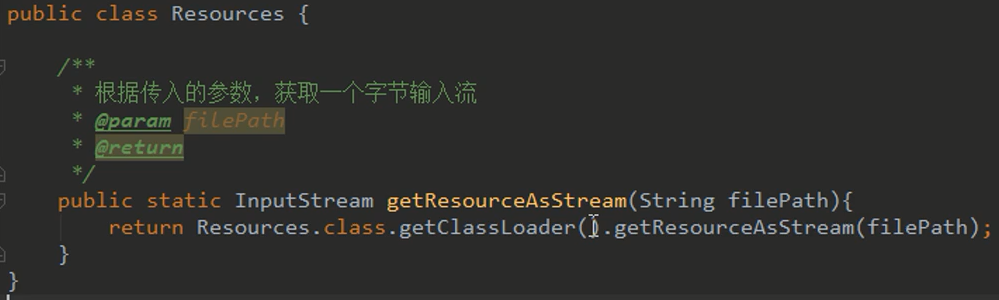 public class Resources {
/**
* 根据传入的参数，获取一个字节输入流
* @param filePath
* @return
*/
public static InputStream getResourceAsStream(String filePath){
return Resources.class.getClassLoader().getResourceAsStream(filePath);
}
}